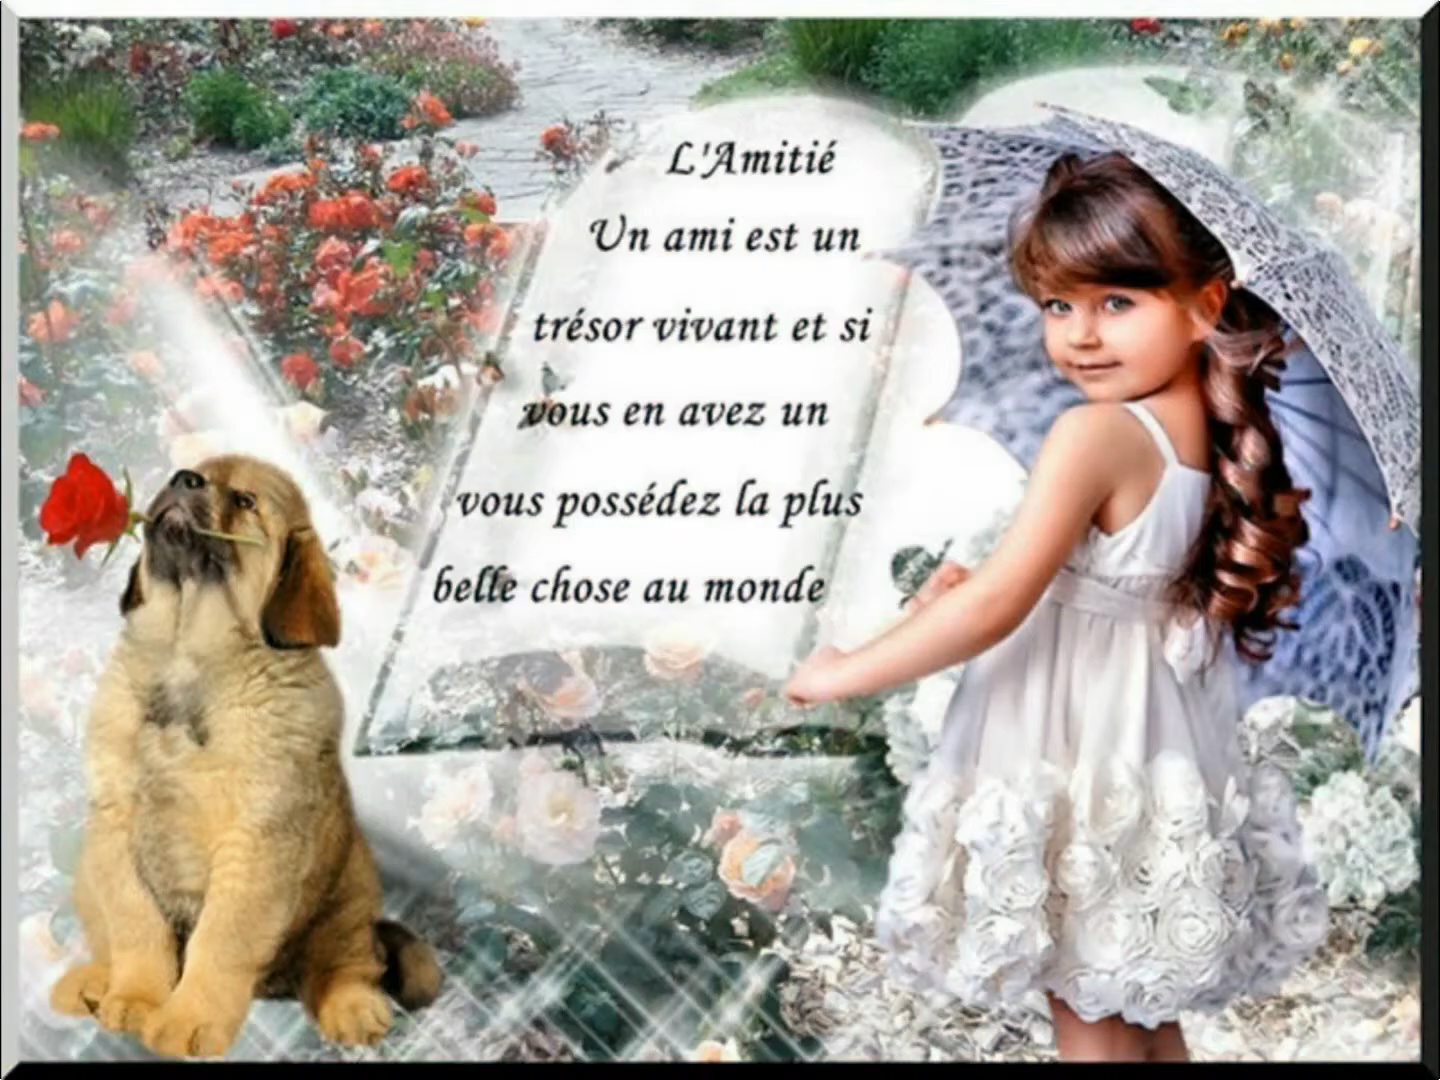 L'Amitié
Un ami est un
trésor vivant et si
vous en avez un
vous possédez la plus
belle chose au monde